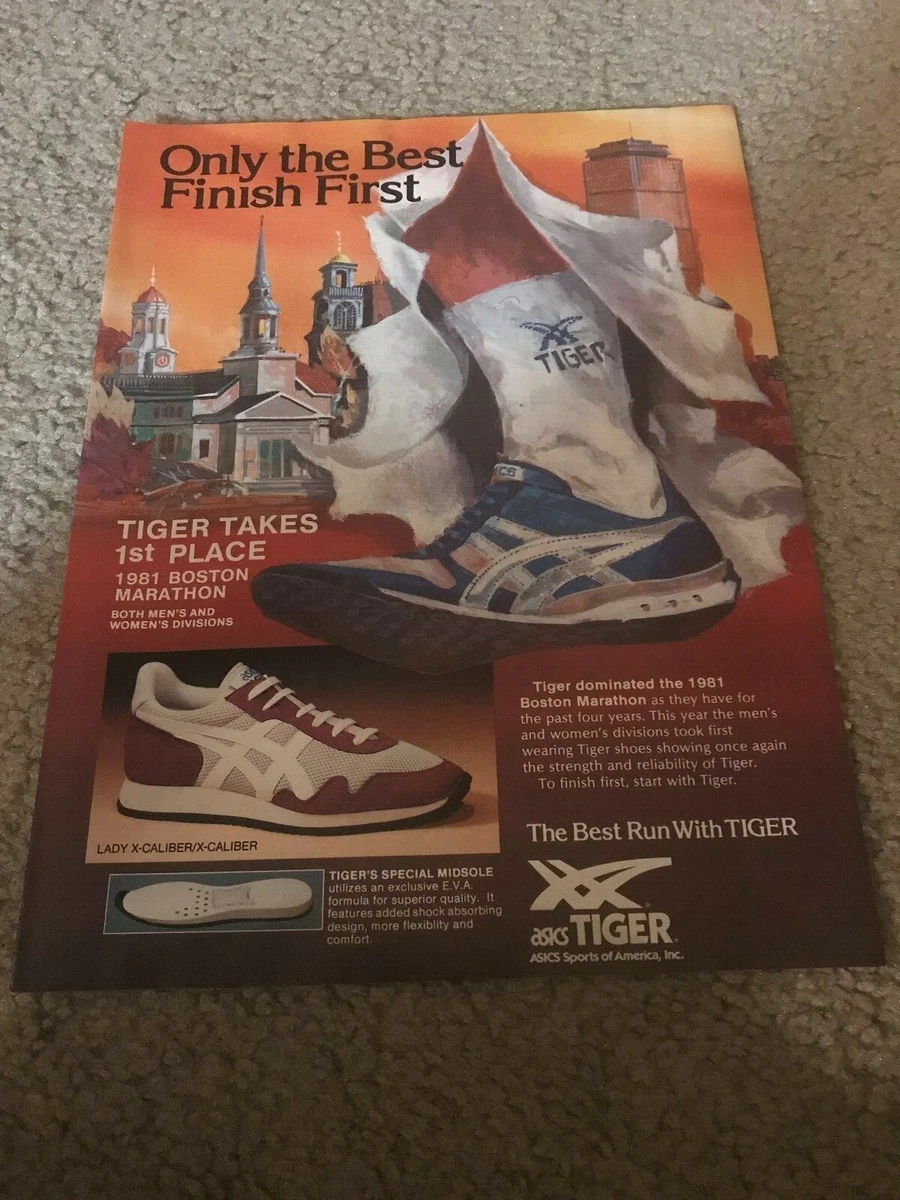 Only the Best
Finish First
TIGER
ASICS
TIGER TAKES
1st PLACE
1981 BOSTON
MARATHON
BOTH MEN'S AND
WOMEN'S DIVISIONS
asics
LADY X-CALIBER/X-CALIBER
TIGER'S SPECIAL MIDSOLE
utilizes an exclusive E.V.A.
formula for superior quality. It
features added shock absorbing
design, more flexiblity and
comfort.
Tiger dominated the 1981
Boston Marathon as they have for
the past four years. This year the men's
and women's divisions took first
wearing Tiger shoes showing once again
the strength and reliability of Tiger.
To finish first, start with Tiger.
The Best Run With TIGER
asics TIGER®
ASICS Sports of America, Inc.